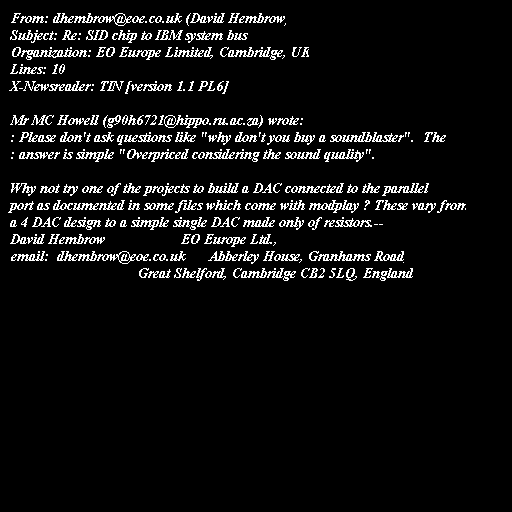 From: dhembrow@eoe.co.uk (David Hembrow)
Subject: Re: SID chip to IBM system bus
Organization: EO Europe Limited, Cambridge, UK
Lines: 10
X-Newsreader: TIN [version 1.1 PL6]

Mr MC Howell (g90h6721@hippo.ru.ac.za) wrote:
: Please don't ask questions like "why don't you buy a soundblaster".  The
: answer is simple "Overpriced considering the sound quality".

Why not try one of the projects to build a DAC connected to the parallel
port as documented in some files which come with modplay ? These vary from
a 4 DAC design to a simple single DAC made only of resistors.--
David Hembrow                    EO Europe Ltd.,
email:  dhembrow@eoe.co.uk      Abberley House, Granhams Road,
Great Shelford, Cambridge CB2 5LQ, England